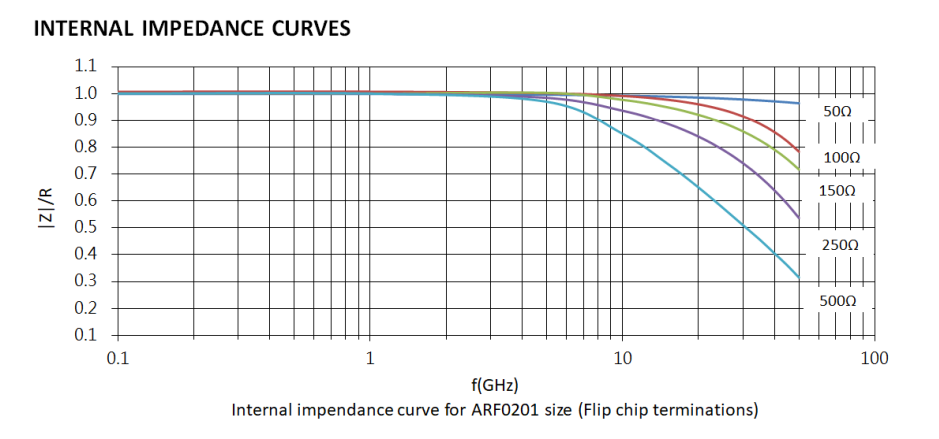 INTERNAL IMPEDANCE CURVES
1.1
1.0
0.9
0.8
0.7
0.6
0.5
0.4
0.3
0.2
0.1
|Z|/R
50Ω
100Ω
150Ω
250Ω
500Ω
0.1 1 10 100
f(GHz)
Internal impendance curve for ARF0201 size (Flip chip terminations)